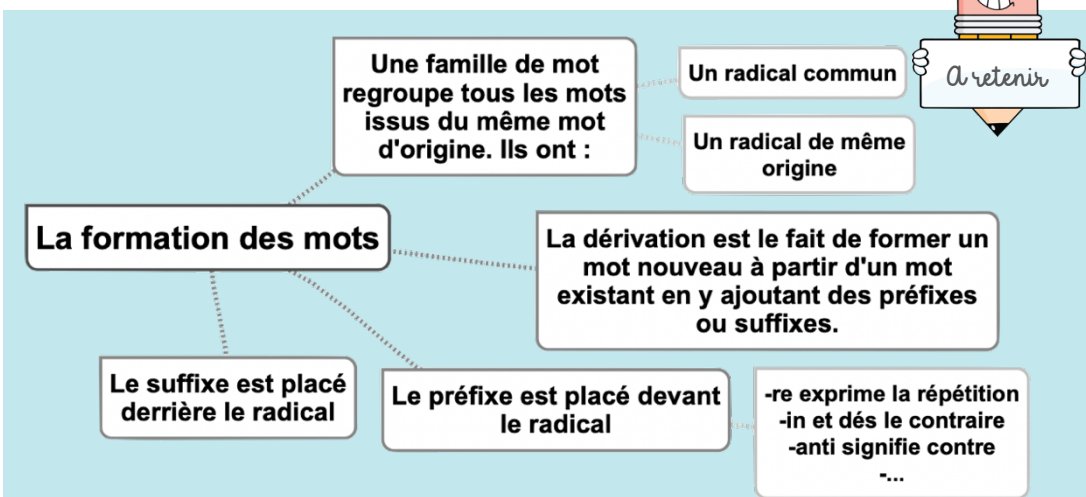 Une famille de mot
regroupe tous les mots
issus du même mot
d'origine. Ils ont :
Un radical commun
Un radical de même
origine
A retenir
La formation des mots
La dérivation est le fait de former un
mot nouveau à partir d'un mot
existant en y ajoutant des préfixes
ou suffixes.
Le suffixe est placé
derrière le radical
Le préfixe est placé devant
le radical
-re exprime la répétition
-in et dés le contraire
-anti signifie contre
-...